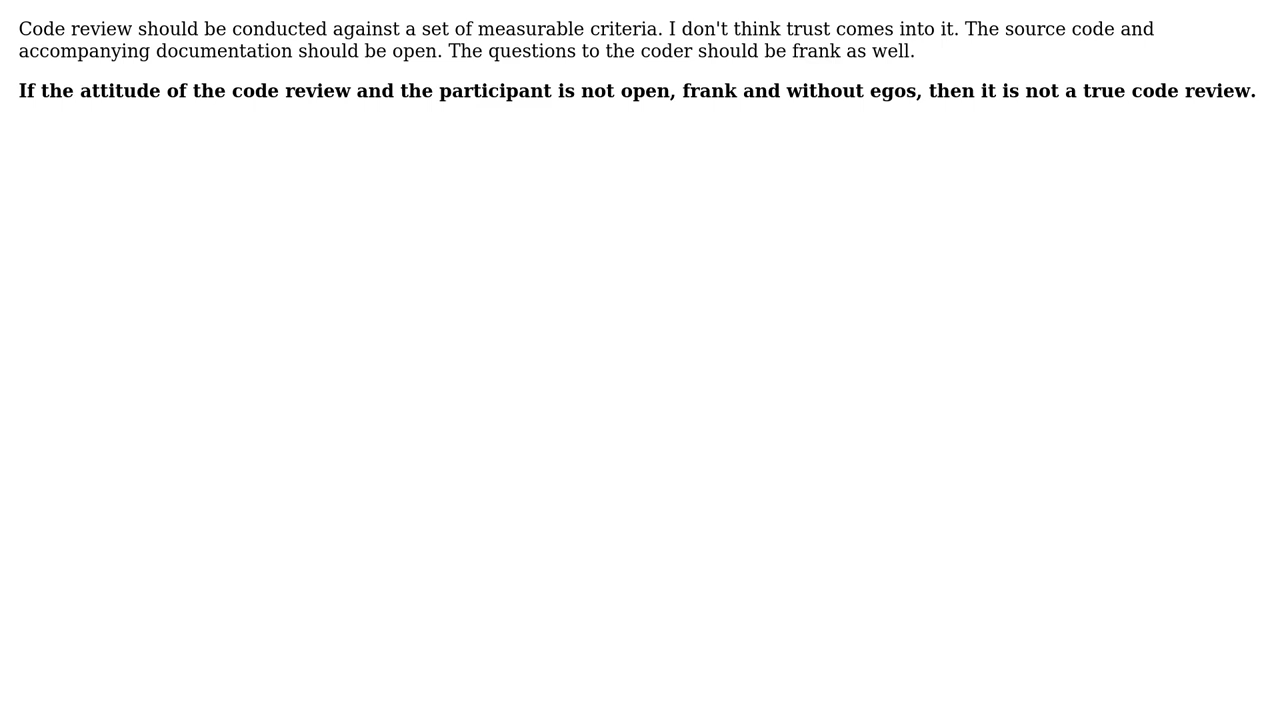 Code review should be conducted against a set of measurable criteria. I don't think trust comes into it. The source code and
accompanying documentation should be open. The questions to the coder should be frank as well.
If the attitude of the code review and the participant is not open, frank and without egos, then it is not a true code review.